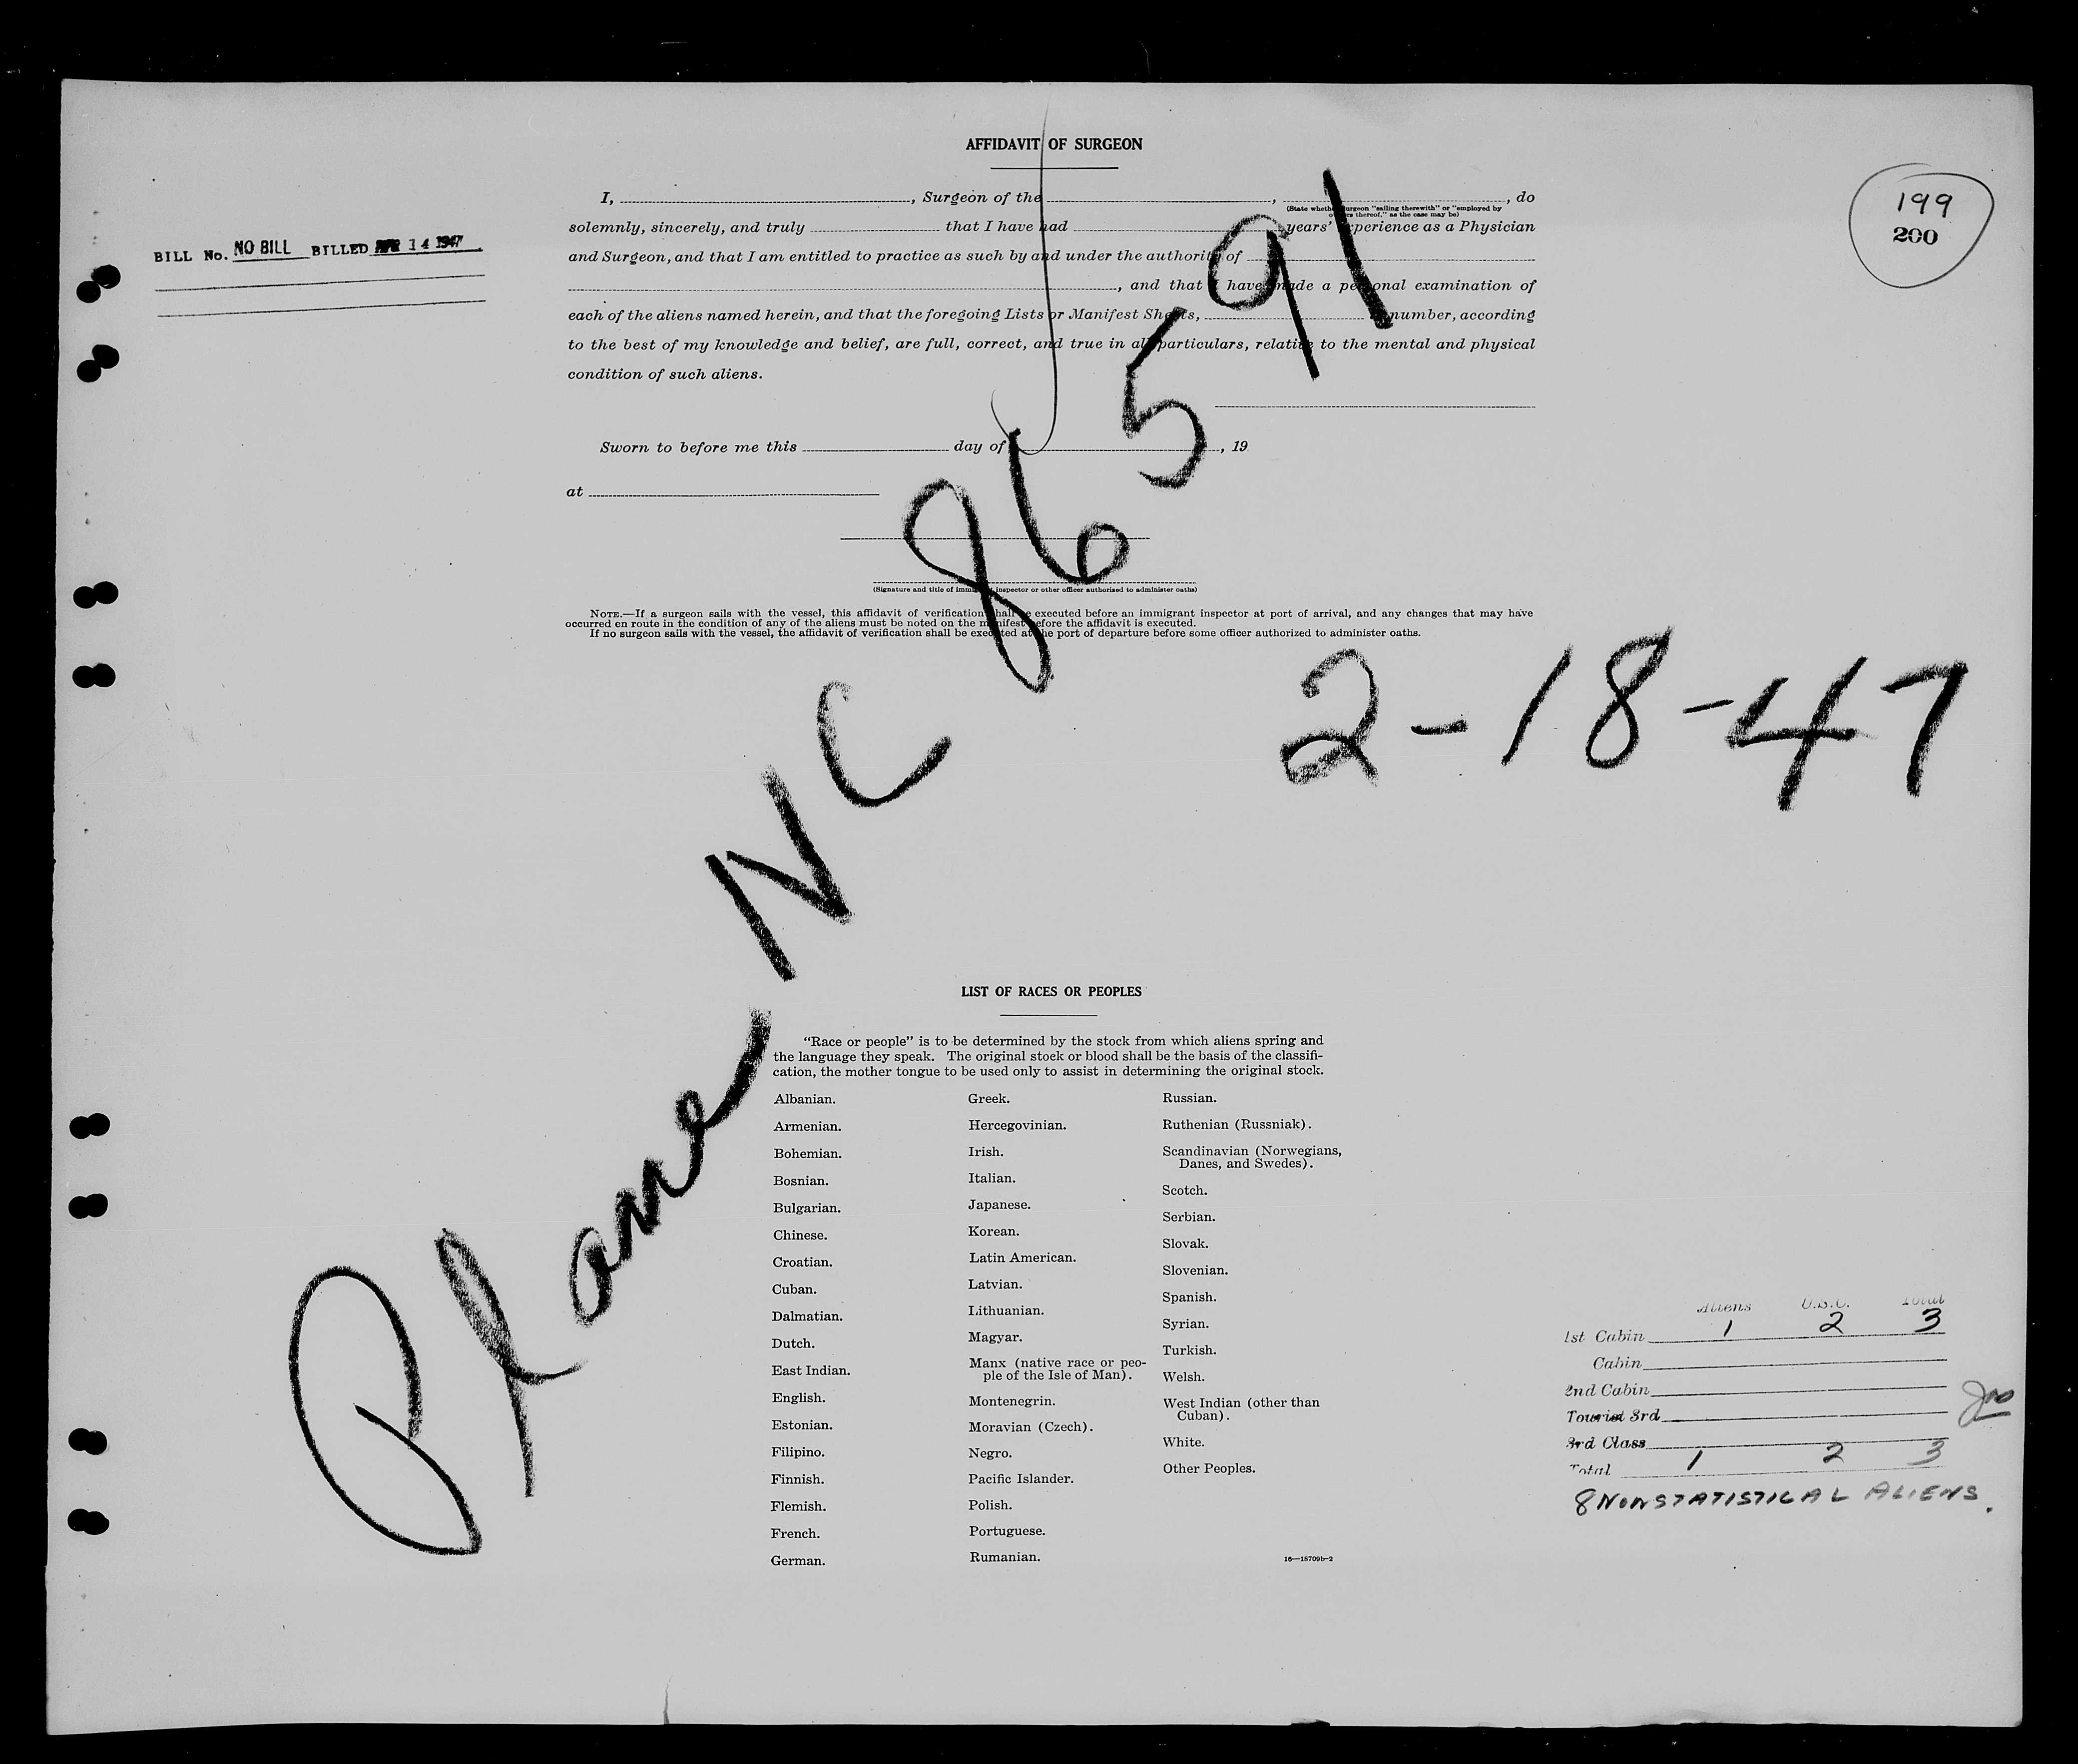 AFFIDAVIT OF SURGEON
I, , Surgeon of the , , do
(State whether surgeon "sailing therewith" or "employed by
owners thereof," as the case may be)
solemnly, sincerely, and truly that I have had years' experience as a Physician
and Surgeon, and that I am entitled to practice as such by and under the authority of
, and that I have made a personal examination of
each of the aliens named herein, and that the foregoing Lists or Manifest Sheets, in number, according
to the best of my knowledge and belief, are full, correct, and true in all particulars, relative to the mental and physical
condition of such aliens.
BILL No. NO BILL BILLED APR 14 1947
199
200
Sworn to before me this day of , 19
at
(Signature and title of immigrant inspector or other officer authorized to administer oaths)
NOTE.—If a surgeon sails with the vessel, this affidavit of verification shall be executed before an immigrant inspector at port of arrival, and any changes that may have
occurred en route in the condition of any of the aliens must be noted on the manifest before the affidavit is executed.
If no surgeon sails with the vessel, the affidavit of verification shall be executed at the port of departure before some officer authorized to administer oaths.
Plane NC 86591
2-18-47
LIST OF RACES OR PEOPLES
"Race or people" is to be determined by the stock from which aliens spring and
the language they speak. The original stock or blood shall be the basis of the classifi-
cation, the mother tongue to be used only to assist in determining the original stock.
Albanian.
Armenian.
Bohemian.
Bosnian.
Bulgarian.
Chinese.
Croatian.
Cuban.
Dalmatian.
Dutch.
East Indian.
English.
Estonian.
Filipino.
Finnish.
Flemish.
French.
German.
Greek.
Hercegovinian.
Irish.
Italian.
Japanese.
Korean.
Latin American.
Latvian.
Lithuanian.
Magyar.
Manx (native race or peo-
ple of the Isle of Man).
Montenegrin.
Moravian (Czech).
Negro.
Pacific Islander.
Polish.
Portuguese.
Rumanian.
Russian.
Ruthenian (Russniak).
Scandinavian (Norwegians,
Danes, and Swedes).
Scotch.
Serbian.
Slovak.
Slovenian.
Spanish.
Syrian.
Turkish.
Welsh.
West Indian (other than
Cuban).
White.
Other Peoples.
16—18709b-2
Aliens U.S.C. Total
1st Cabin 1 2 3
Cabin
2nd Cabin
Tourist 3rd
3rd Class
Total 1 2 3
8 NONSTATISTICAL ALIENS.